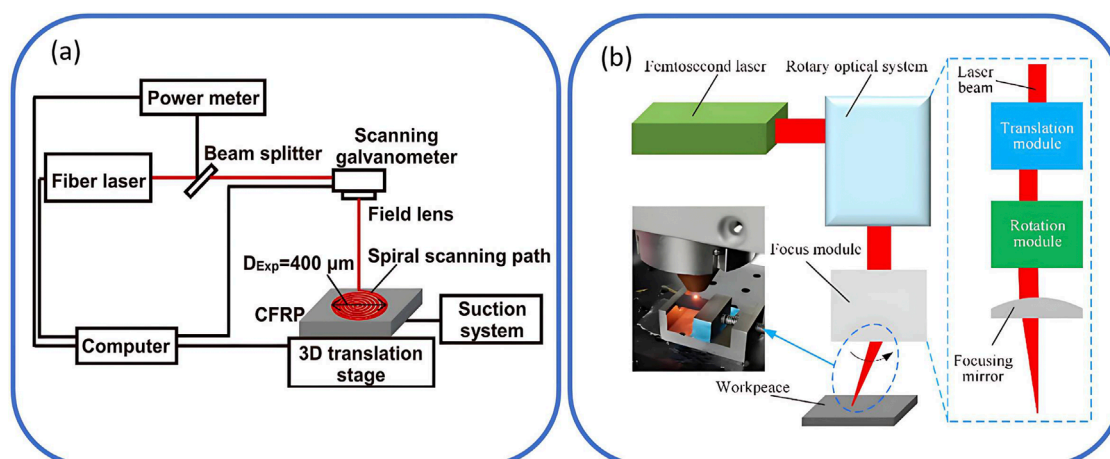 (a)
Power meter
Beam splitter
Scanning
galvanometer
Fiber laser
Field lens
DExp=400 μm
Spiral scanning path
CFRP
Suction
system
Computer
3D translation
stage
(b)
Femtosecond laser
Rotary optical system
Laser
beam
Translation
module
Rotation
module
Focus module
Focusing
mirror
Workpeace